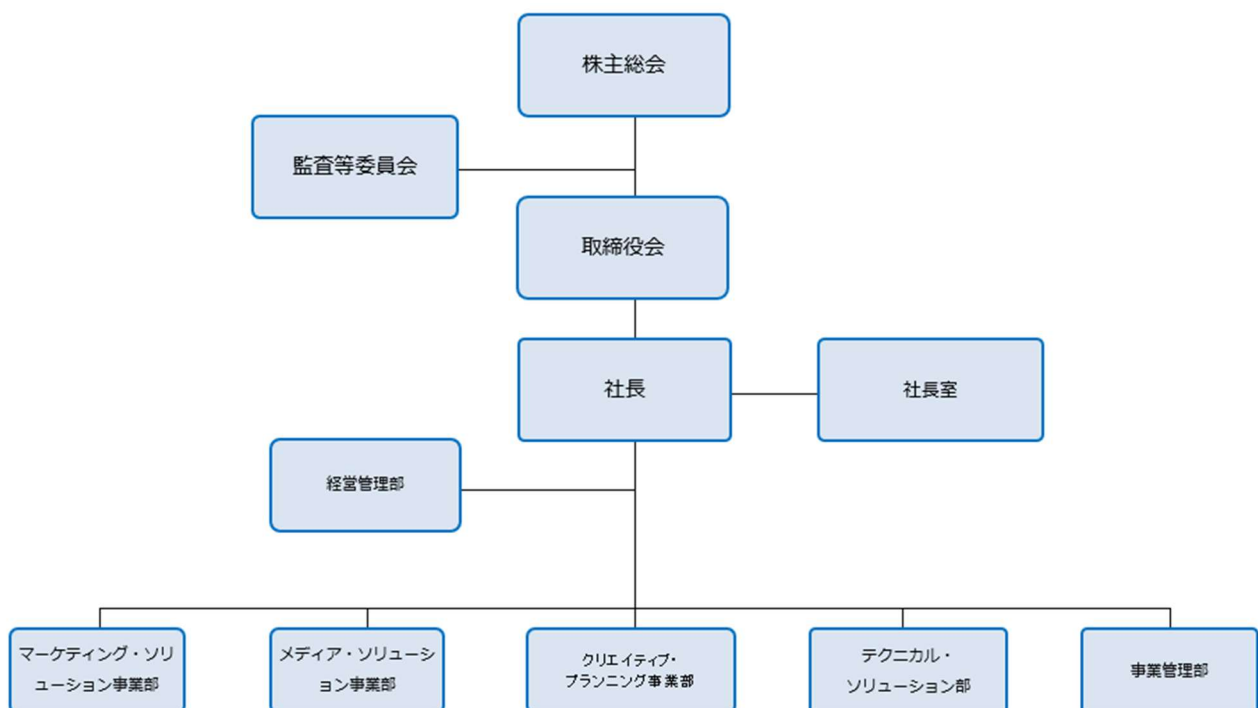 株主総会
監査等委員会
取締役会
社長
社長室
経営管理部
マーケティング・ソリ
ューション事業部
メディア・ソリューシ
ョン事業部
クリエイティブ・
プランニング事業部
テクニカル・
ソリューション部
事業管理部